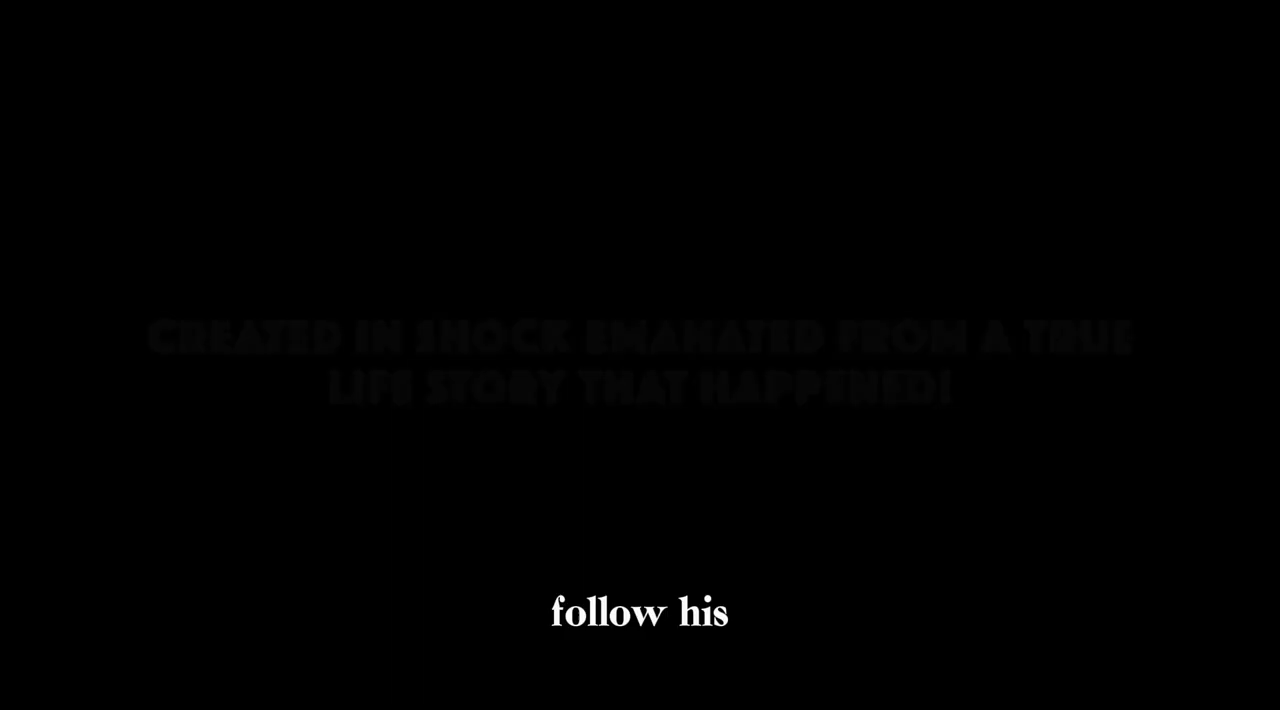 CREATED IN SHOCK EMANATED FROM A TRUE
LIFE STORY THAT HAPPENED!
follow his